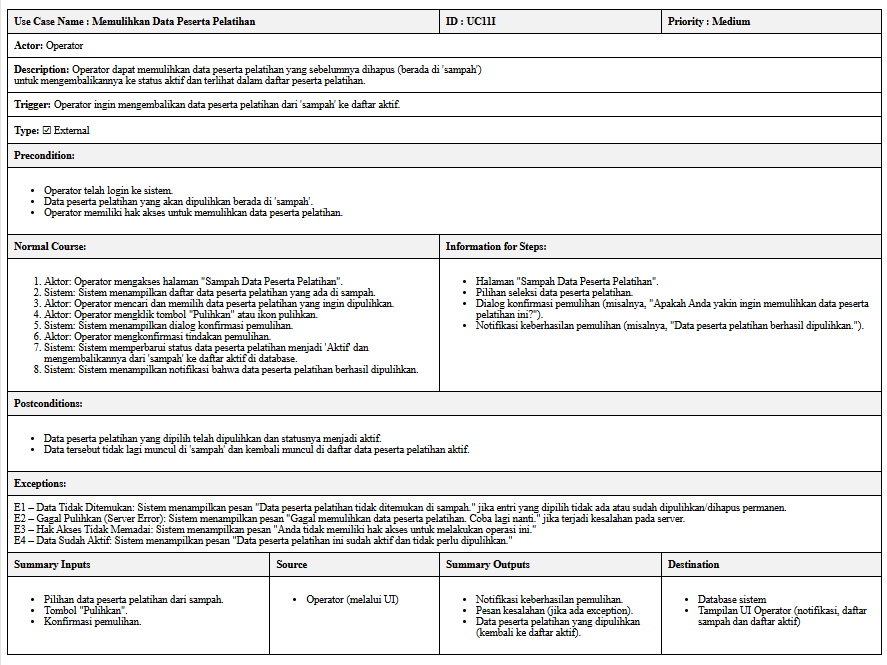 Use Case Name : Memulihkan Data Peserta Pelatihan
ID : UC11I
Priority : Medium
Actor: Operator
Description: Operator dapat memulihkan data peserta pelatihan yang sebelumnya dihapus (berada di 'sampah')
untuk mengembalikannya ke status aktif dan terlihat dalam daftar peserta pelatihan.
Trigger: Operator ingin mengembalikan data peserta pelatihan dari 'sampah' ke daftar aktif.
Type: ☑ External
Precondition:
• Operator telah login ke sistem.
• Data peserta pelatihan yang akan dipulihkan berada di 'sampah'.
• Operator memiliki hak akses untuk memulihkan data peserta pelatihan.
Normal Course:
Information for Steps:
1. Aktor: Operator mengakses halaman "Sampah Data Peserta Pelatihan".
2. Sistem: Sistem menampilkan daftar data peserta pelatihan yang ada di sampah.
3. Aktor: Operator mencari dan memilih data peserta pelatihan yang ingin dipulihkan.
4. Aktor: Operator mengklik tombol "Pulihkan" atau ikon pulihkan.
5. Sistem: Sistem menampilkan dialog konfirmasi pemulihan.
6. Aktor: Operator mengkonfirmasi tindakan pemulihan.
7. Sistem: Sistem memperbarui status data peserta pelatihan menjadi 'Aktif' dan
mengembalikannya dari 'sampah' ke daftar aktif di database.
8. Sistem: Sistem menampilkan notifikasi bahwa data peserta pelatihan berhasil dipulihkan.
• Halaman "Sampah Data Peserta Pelatihan".
• Pilihan seleksi data peserta pelatihan.
• Dialog konfirmasi pemulihan (misalnya, "Apakah Anda yakin ingin memulihkan data peserta
pelatihan ini?").
• Notifikasi keberhasilan pemulihan (misalnya, "Data peserta pelatihan berhasil dipulihkan.").
Postconditions:
• Data peserta pelatihan yang dipilih telah dipulihkan dan statusnya menjadi aktif.
• Data tersebut tidak lagi muncul di 'sampah' dan kembali muncul di daftar data peserta pelatihan aktif.
Exceptions:
E1 – Data Tidak Ditemukan: Sistem menampilkan pesan "Data peserta pelatihan tidak ditemukan di sampah." jika entri yang dipilih tidak ada atau sudah dipulihkan/dihapus permanen.
E2 – Gagal Pulihkan (Server Error): Sistem menampilkan pesan "Gagal memulihkan data peserta pelatihan. Coba lagi nanti." jika terjadi kesalahan pada server.
E3 – Hak Akses Tidak Memadai: Sistem menampilkan pesan "Anda tidak memiliki hak akses untuk melakukan operasi ini."
E4 – Data Sudah Aktif: Sistem menampilkan pesan "Data peserta pelatihan ini sudah aktif dan tidak perlu dipulihkan."
Summary Inputs
Source
Summary Outputs
Destination
• Pilihan data peserta pelatihan dari sampah.
• Tombol "Pulihkan".
• Konfirmasi pemulihan.
• Operator (melalui UI)
• Notifikasi keberhasilan pemulihan.
• Pesan kesalahan (jika ada exception).
• Data peserta pelatihan yang dipulihkan
(kembali ke daftar aktif).
• Database sistem
• Tampilan UI Operator (notifikasi, daftar
sampah dan daftar aktif)